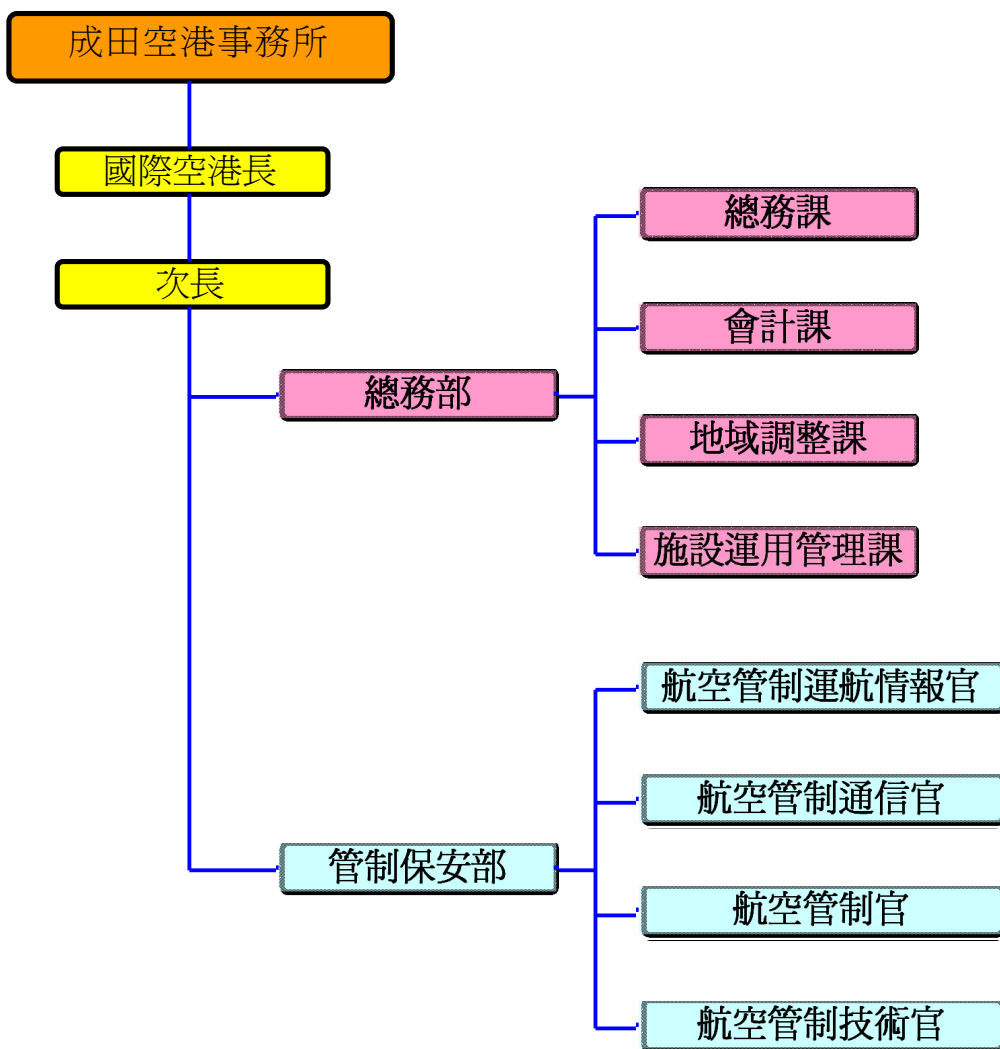 成田空港事務所
國際空港長
次長
總務部
總務課
會計課
地域調整課
施設運用管理課
管制保安部
航空管制運航情報官
航空管制通信官
航空管制官
航空管制技術官